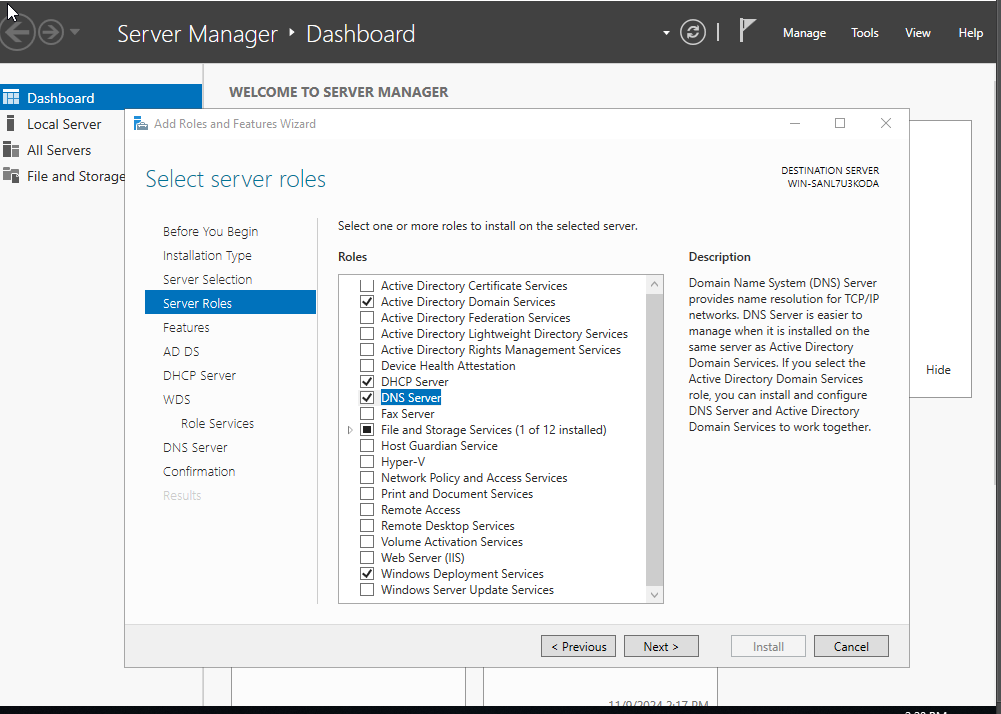 Server Manager ‣ Dashboard
Manage Tools View Help
Dashboard
Local Server
All Servers
File and Storage
WELCOME TO SERVER MANAGER
Add Roles and Features Wizard
Select server roles
DESTINATION SERVER
WIN-SANL7U3KODA
Before You Begin
Installation Type
Server Selection
Server Roles
Features
AD DS
DHCP Server
WDS
Role Services
DNS Server
Confirmation
Results
Select one or more roles to install on the selected server.
Roles
Active Directory Certificate Services
Active Directory Domain Services
Active Directory Federation Services
Active Directory Lightweight Directory Services
Active Directory Rights Management Services
Device Health Attestation
DHCP Server
DNS Server
Fax Server
File and Storage Services (1 of 12 installed)
Host Guardian Service
Hyper-V
Network Policy and Access Services
Print and Document Services
Remote Access
Remote Desktop Services
Volume Activation Services
Web Server (IIS)
Windows Deployment Services
Windows Server Update Services
Description
Domain Name System (DNS) Server
provides name resolution for TCP/IP
networks. DNS Server is easier to
manage when it is installed on the
same server as Active Directory
Domain Services. If you select the
Active Directory Domain Services
role, you can install and configure
DNS Server and Active Directory
Domain Services to work together.
Hide
< Previous
Next >
Install
Cancel
11/9/2024 2:17 PM